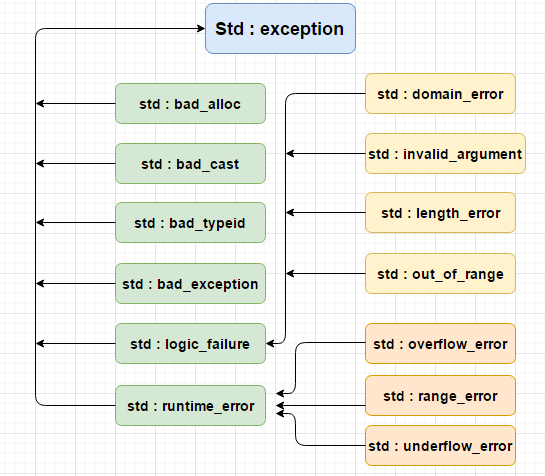 Std : exception
std : bad_alloc
std : bad_cast
std : bad_typeid
std : bad_exception
std : logic_failure
std : runtime_error
std : domain_error
std : invalid_argument
std : length_error
std : out_of_range
std : overflow_error
std : range_error
std : underflow_error